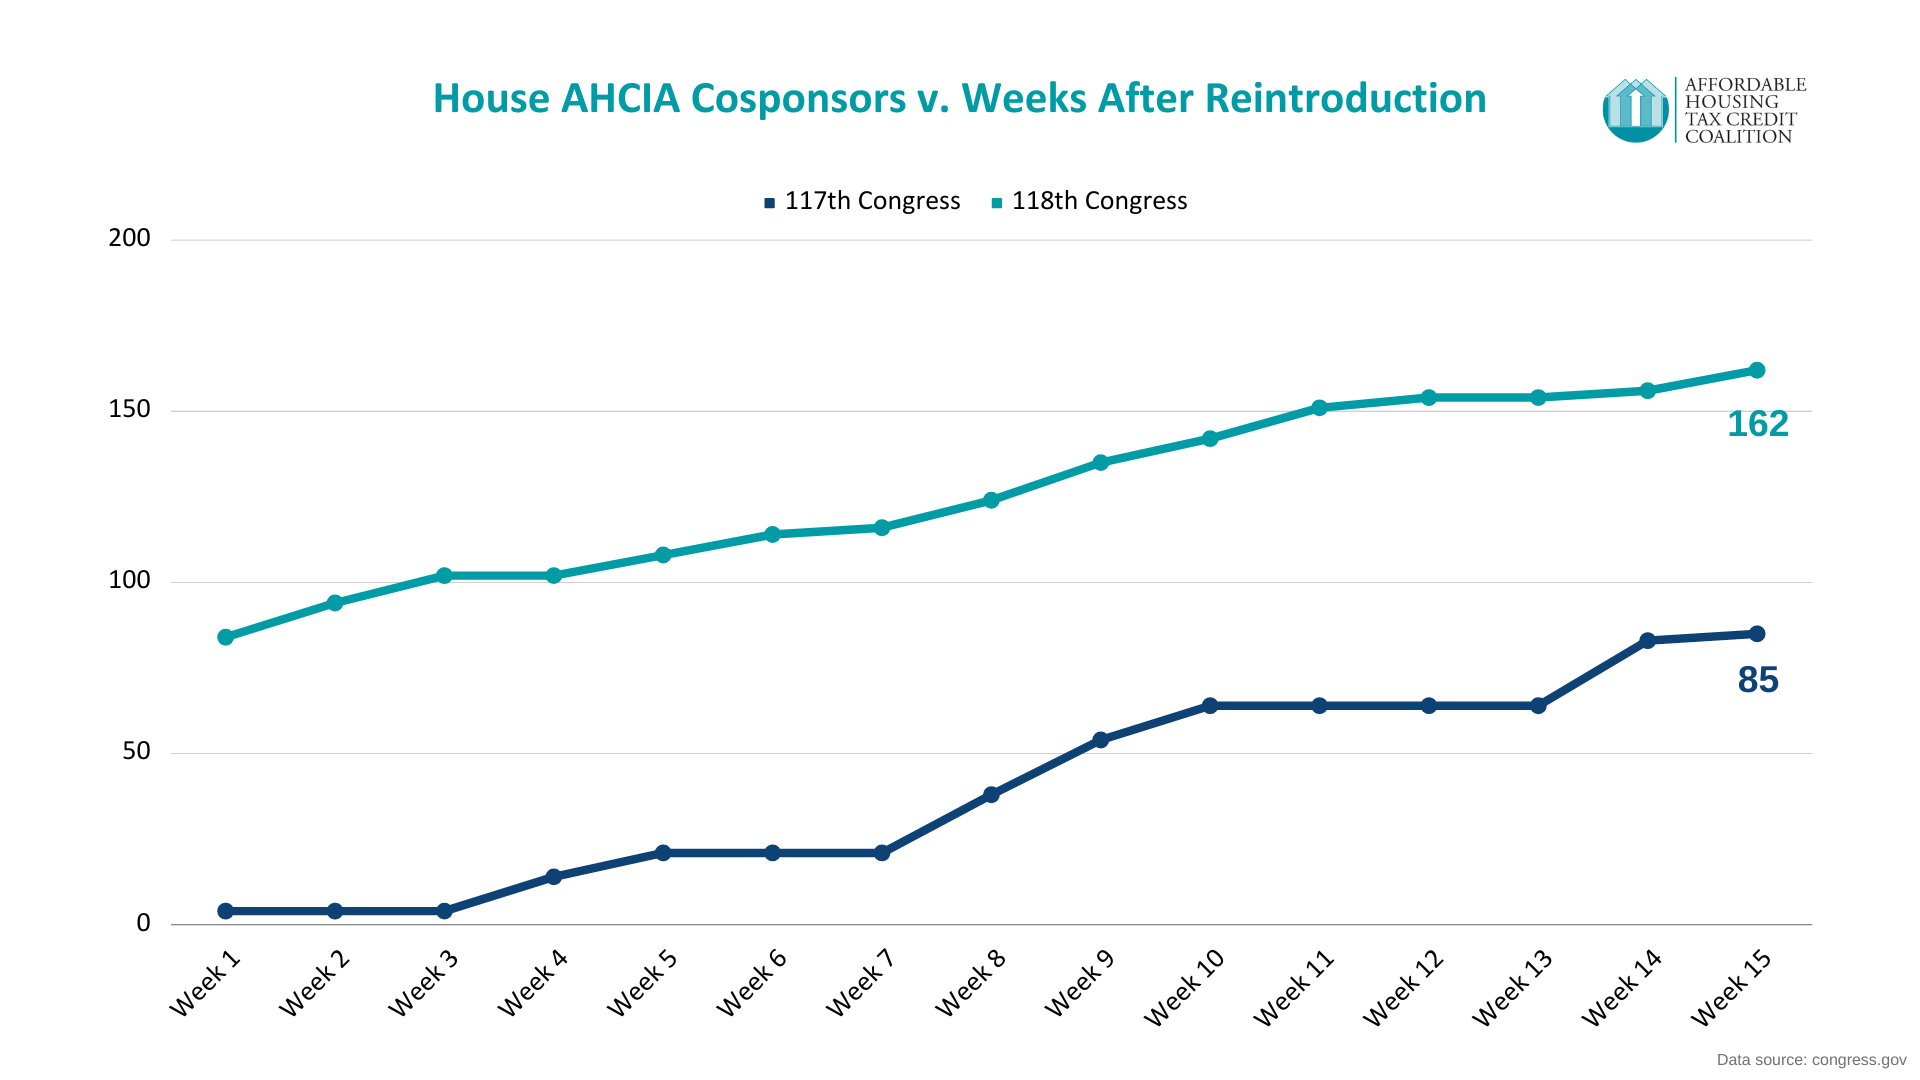 House AHCIA Cosponsors v. Weeks After Reintroduction
AFFORDABLE
HOUSING
TAX CREDIT
COALITION
117th Congress
118th Congress
200
150
100
50
0
162
85
Week 1
Week 2
Week 3
Week 4
Week 5
Week 6
Week 7
Week 8
Week 9
Week 10
Week 11
Week 12
Week 13
Week 14
Week 15
Data source: congress.gov